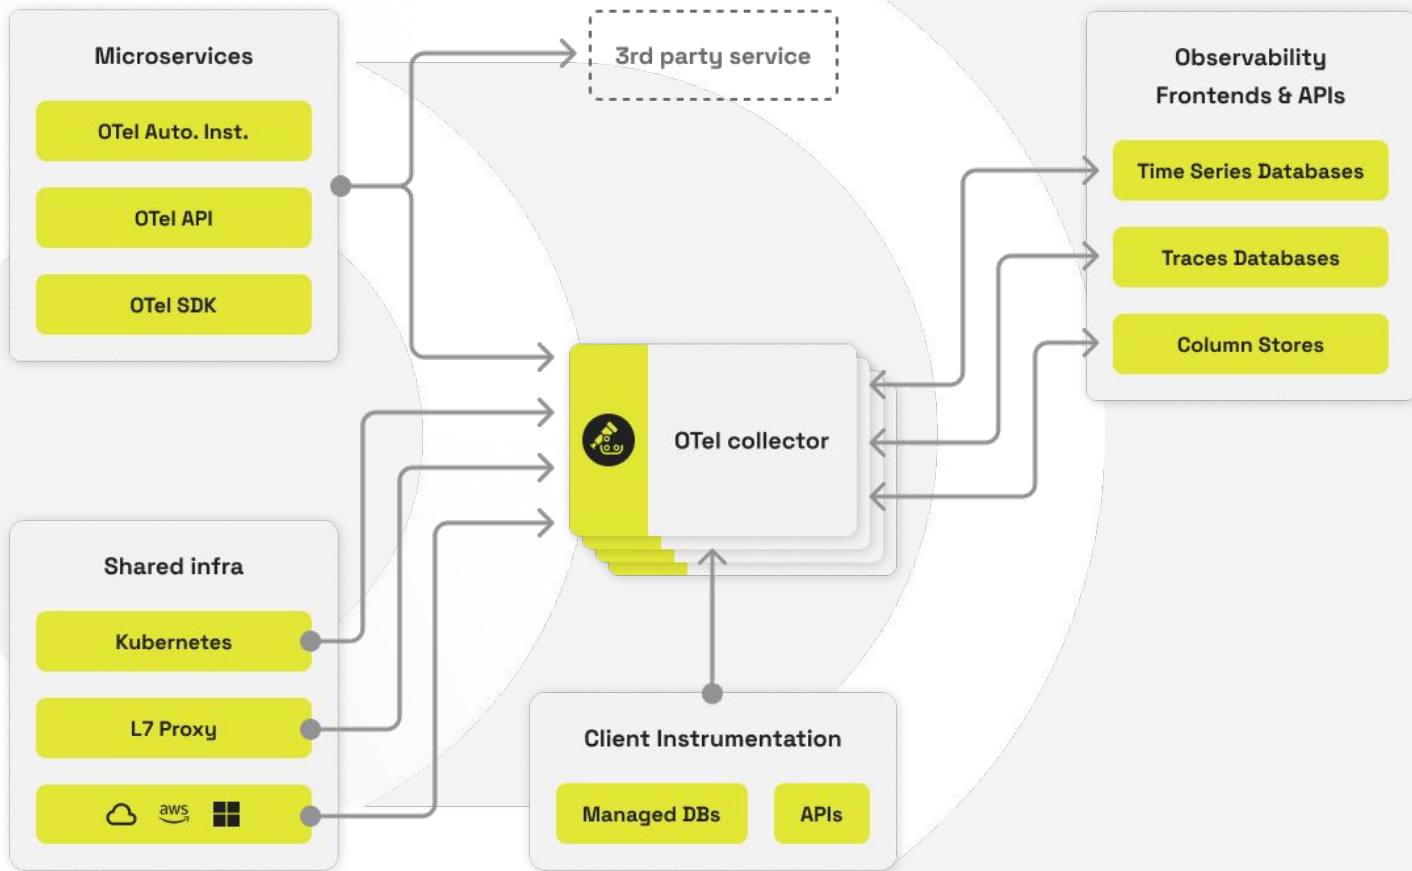 Microservices
OTel Auto. Inst.
OTel API
OTel SDK
3rd party service
Observability
Frontends & APIs
Time Series Databases
Traces Databases
Column Stores
OTel collector
Shared infra
Kubernetes
L7 Proxy
aws
Client Instrumentation
Managed DBs
APIs